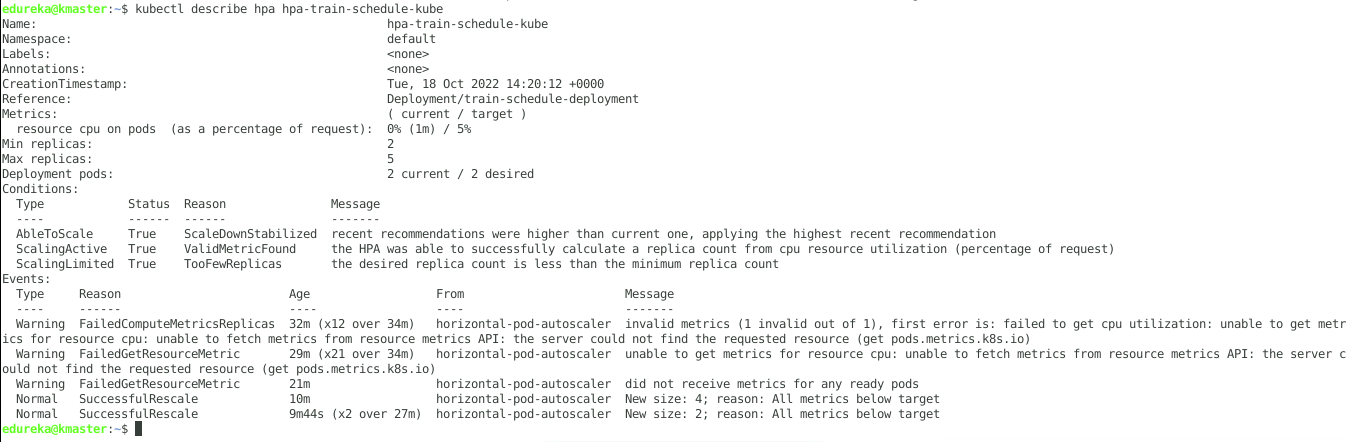 edureka@kmaster:~$ kubectl describe hpa hpa-train-schedule-kube
Name:                                                  hpa-train-schedule-kube
Namespace:                                             default
Labels:                                                <none>
Annotations:                                           <none>
CreationTimestamp:                                     Tue, 18 Oct 2022 14:20:12 +0000
Reference:                                             Deployment/train-schedule-deployment
Metrics:                                               ( current / target )
  resource cpu on pods  (as a percentage of request):  0% (1m) / 5%
Min replicas:                                          2
Max replicas:                                          5
Deployment pods:                                       2 current / 2 desired
Conditions:
  Type            Status  Reason               Message
  ----            ------  ------               -------
  AbleToScale     True    ScaleDownStabilized  recent recommendations were higher than current one, applying the highest recent recommendation
  ScalingActive   True    ValidMetricFound     the HPA was able to successfully calculate a replica count from cpu resource utilization (percentage of request)
  ScalingLimited  True    TooFewReplicas       the desired replica count is less than the minimum replica count
Events:
  Type     Reason                        Age                  From                       Message
  ----     ------                        ----                 ----                       -------
  Warning  FailedComputeMetricsReplicas  32m (x12 over 34m)   horizontal-pod-autoscaler  invalid metrics (1 invalid out of 1), first error is: failed to get cpu utilization: unable to get metr
ics for resource cpu: unable to fetch metrics from resource metrics API: the server could not find the requested resource (get pods.metrics.k8s.io)
  Warning  FailedGetResourceMetric       29m (x21 over 34m)   horizontal-pod-autoscaler  unable to get metrics for resource cpu: unable to fetch metrics from resource metrics API: the server c
ould not find the requested resource (get pods.metrics.k8s.io)
  Warning  FailedGetResourceMetric       21m                  horizontal-pod-autoscaler  did not receive metrics for any ready pods
  Normal   SuccessfulRescale             10m                  horizontal-pod-autoscaler  New size: 4; reason: All metrics below target
  Normal   SuccessfulRescale             9m44s (x2 over 27m)  horizontal-pod-autoscaler  New size: 2; reason: All metrics below target
edureka@kmaster:~$